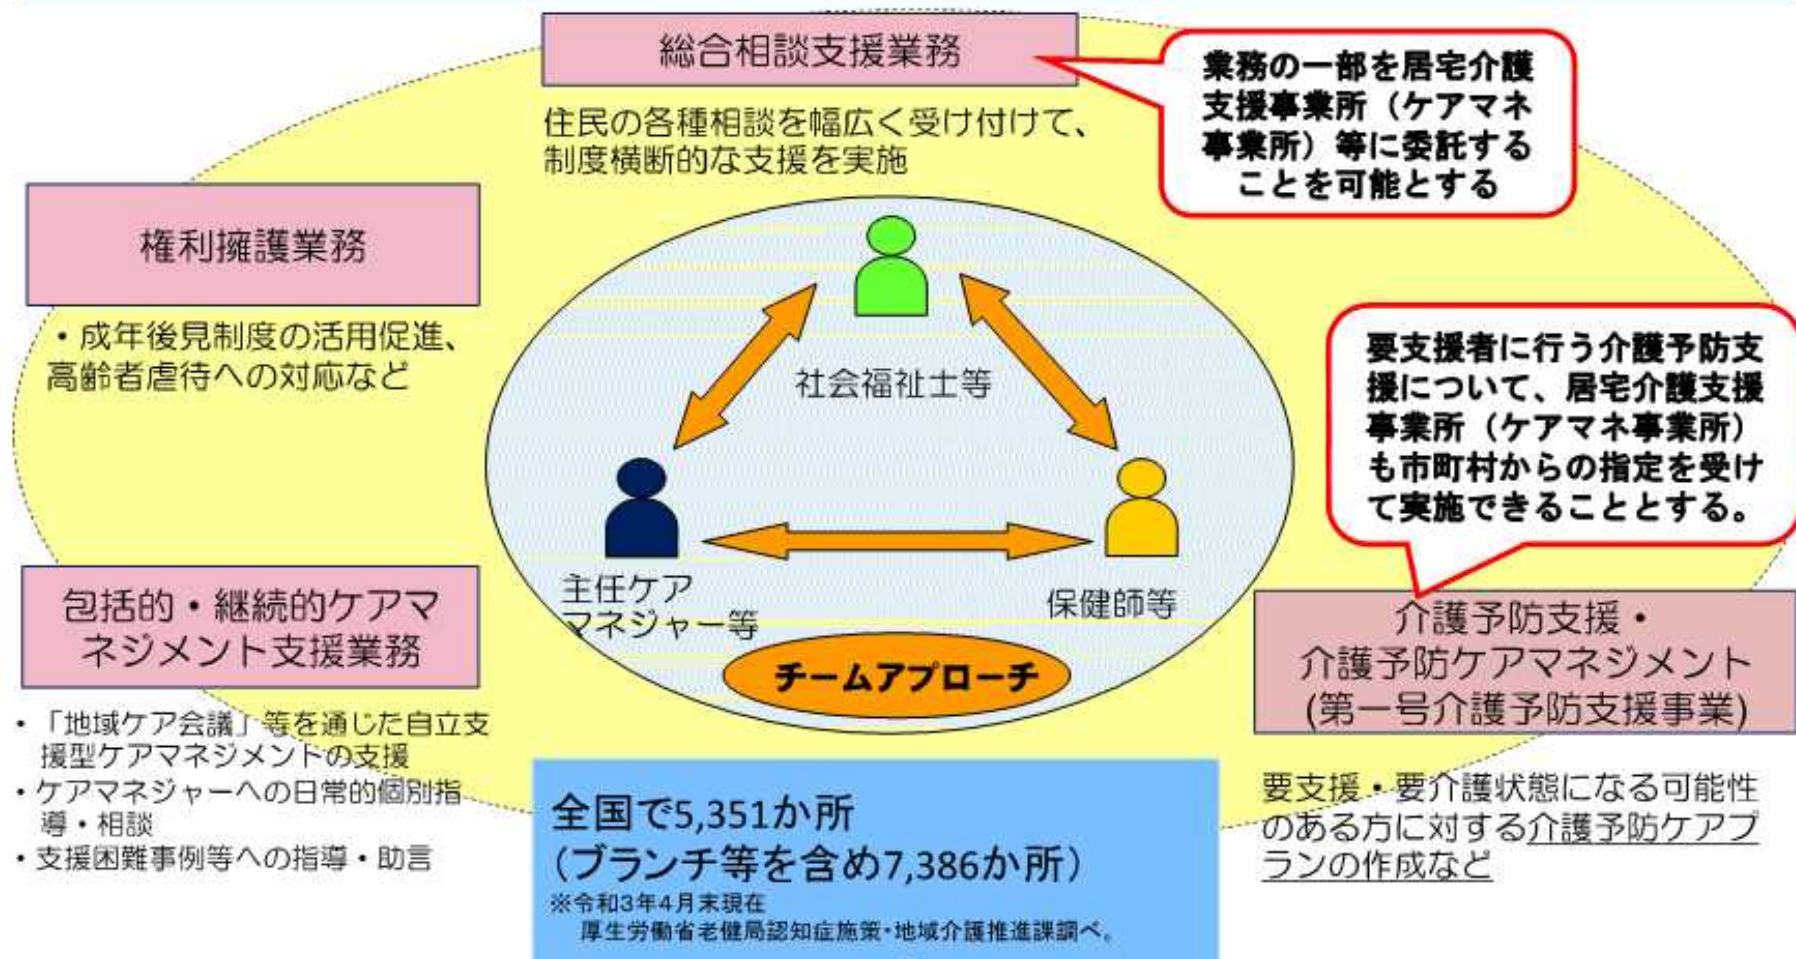 総合相談支援業務
住民の各種相談を幅広く受け付けて、
制度横断的な支援を実施
業務の一部を居宅介護
支援事業所（ケアマネ
事業所）等に委託する
ことを可能とする
権利擁護業務
・成年後見制度の活用促進、
高齢者虐待への対応など
社会福祉士等
主任ケア
マネジャー等
保健師等
チームアプローチ
要支援者に行う介護予防支
援について、居宅介護支援
事業所（ケアマネ事業所）
も市町村からの指定を受け
て実施できることとする。
包括的・継続的ケアマ
ネジメント支援業務
・「地域ケア会議」等を通じた自立支
援型ケアマネジメントの支援
・ケアマネジャーへの日常的個別指
導・相談
・支援困難事例等への指導・助言
介護予防支援・
介護予防ケアマネジメント
(第一号介護予防支援事業)
要支援・要介護状態になる可能性
のある方に対する介護予防ケアプ
ランの作成など
全国で5,351か所
（ブランチ等を含め7,386か所）
※令和3年4月末現在
厚生労働省老健局認知症施策・地域介護推進課調べ。